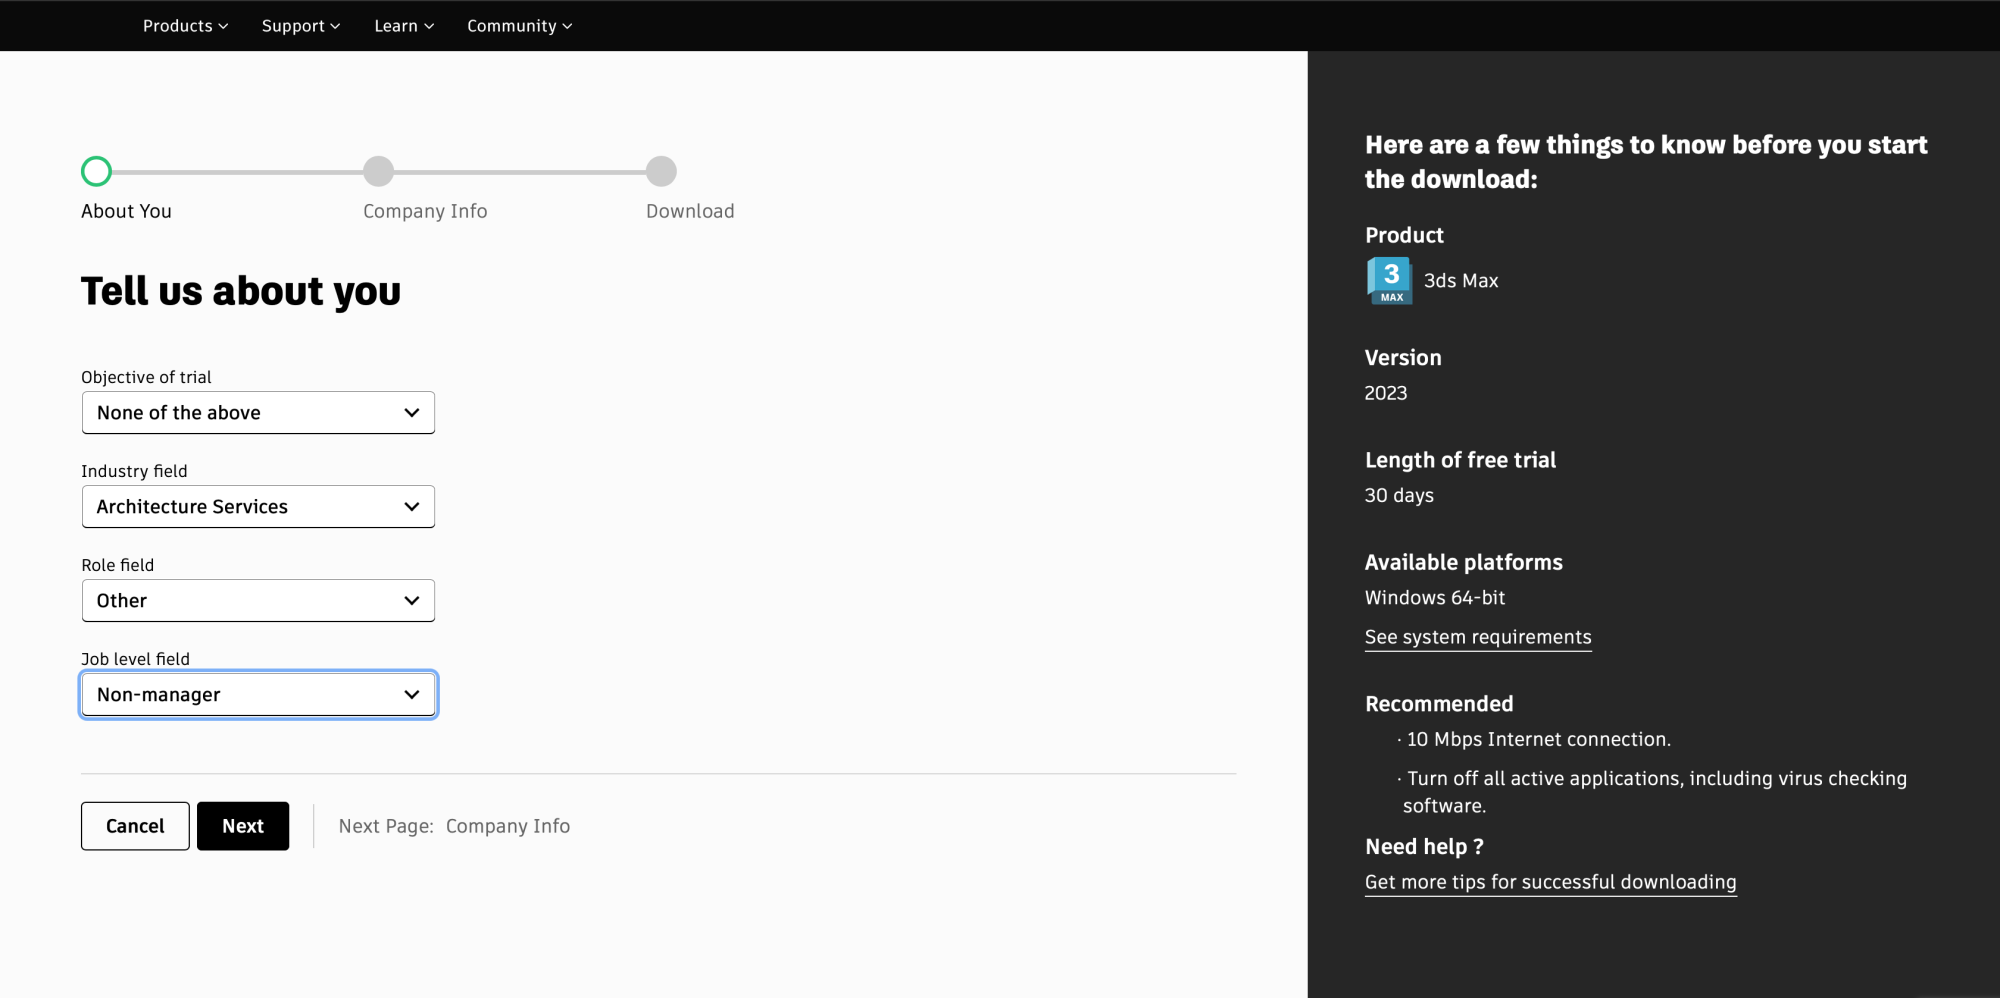 Products Support Learn Community
About You Company Info Download
Tell us about you
Objective of trial
None of the above
Industry field
Architecture Services
Role field
Other
Job level field
Non-manager
Cancel Next Next Page: Company Info
Here are a few things to know before you start
the download:
Product
3
MAX
3ds Max
Version
2023
Length of free trial
30 days
Available platforms
Windows 64-bit
See system requirements
Recommended
· 10 Mbps Internet connection.
· Turn off all active applications, including virus checking
software.
Need help ?
Get more tips for successful downloading